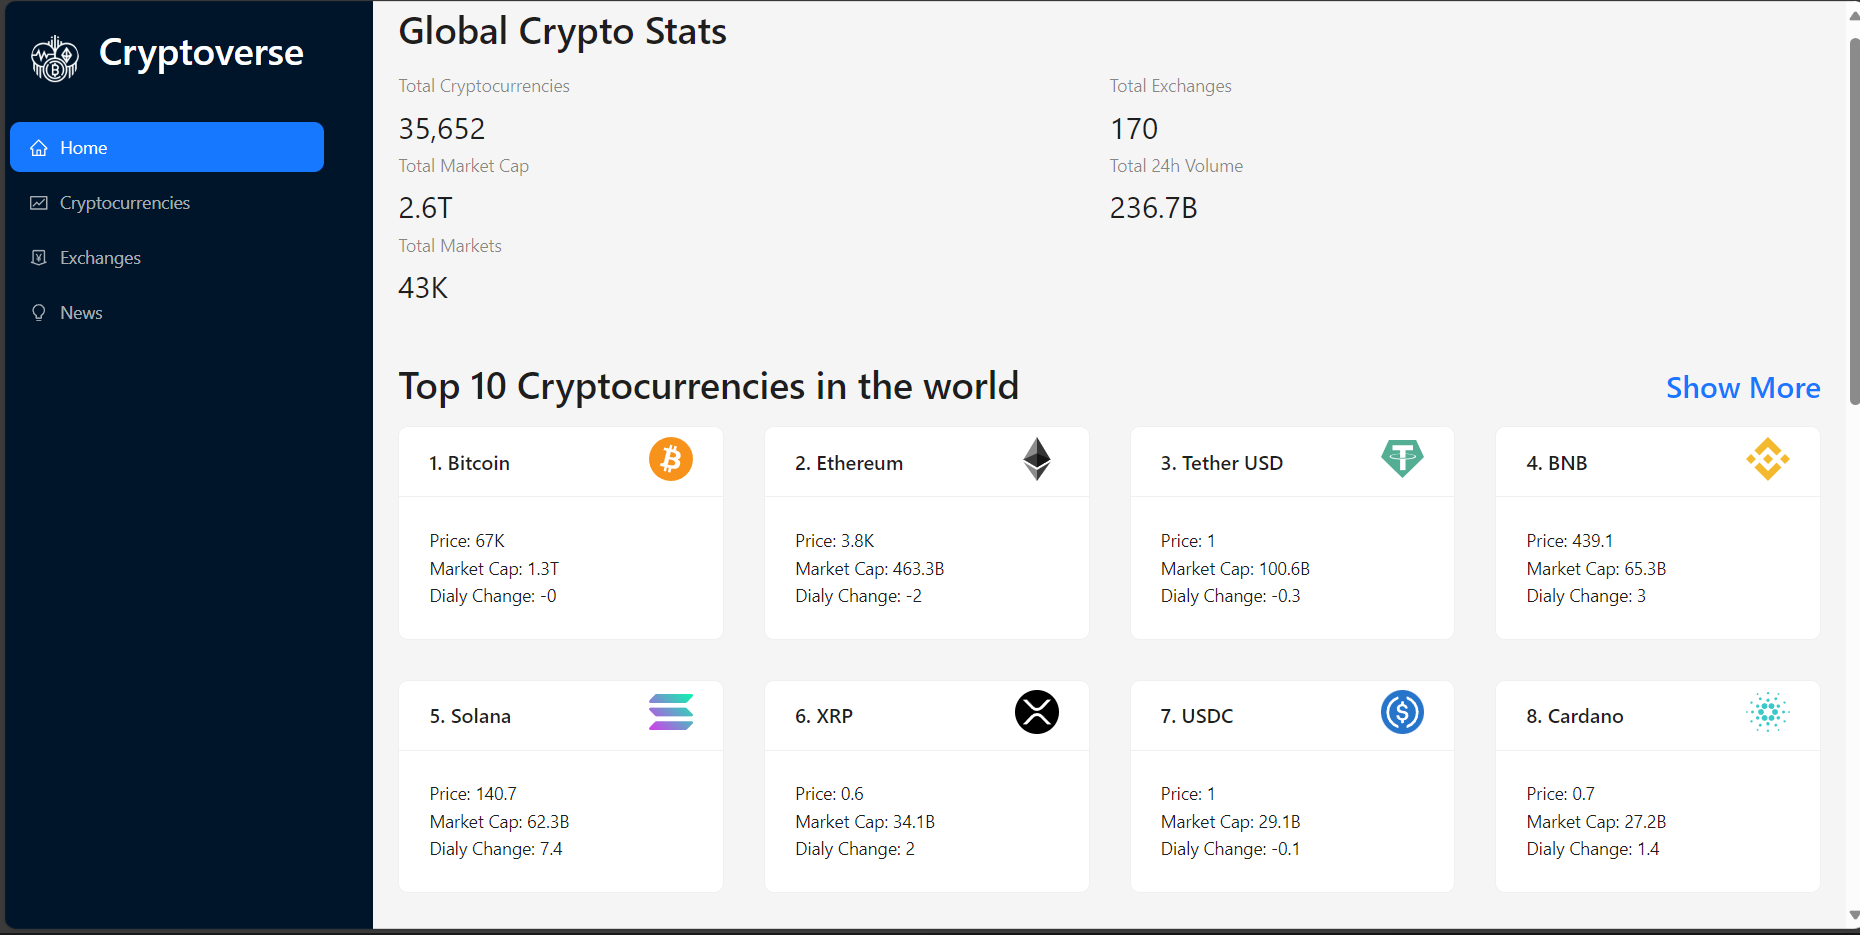 Cryptoverse
Home
Cryptocurrencies
Exchanges
News
Global Crypto Stats
Total Cryptocurrencies
35,652
Total Exchanges
170
Total Market Cap
2.6T
Total 24h Volume
236.7B
Total Markets
43K
Top 10 Cryptocurrencies in the world
Show More
1. Bitcoin
Price: 67K
Market Cap: 1.3T
Dialy Change: -0
2. Ethereum
Price: 3.8K
Market Cap: 463.3B
Dialy Change: -2
3. Tether USD
Price: 1
Market Cap: 100.6B
Dialy Change: -0.3
4. BNB
Price: 439.1
Market Cap: 65.3B
Dialy Change: 3
5. Solana
Price: 140.7
Market Cap: 62.3B
Dialy Change: 7.4
6. XRP
Price: 0.6
Market Cap: 34.1B
Dialy Change: 2
7. USDC
Price: 1
Market Cap: 29.1B
Dialy Change: -0.1
8. Cardano
Price: 0.7
Market Cap: 27.2B
Dialy Change: 1.4